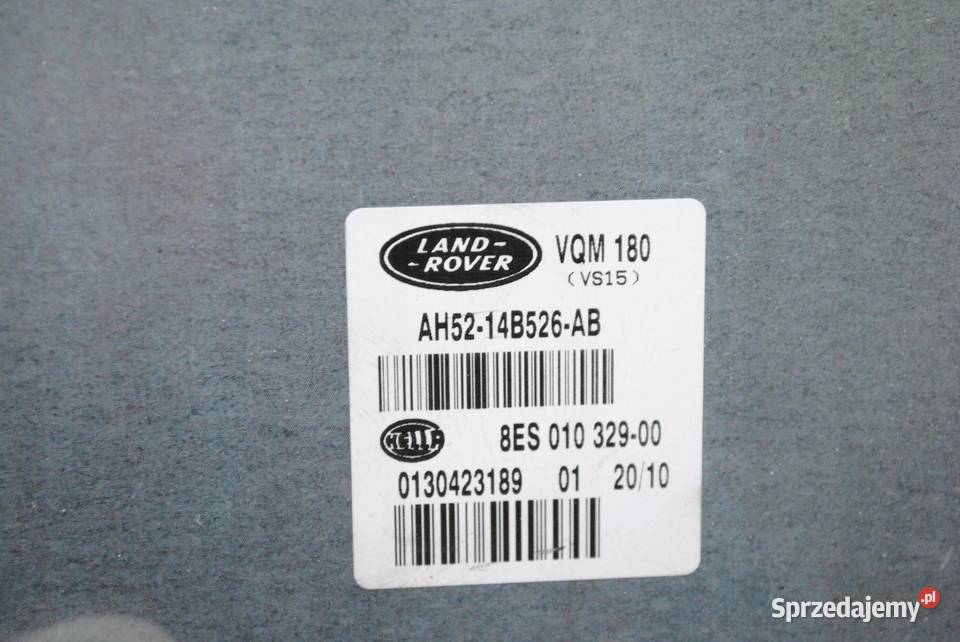 LAND-
-ROVER
VQM 180
(VS15)
AH52-14B526-AB
HELLA
8ES 010 329-00
0130423189 01 20/10
Sprzedajemy.pl